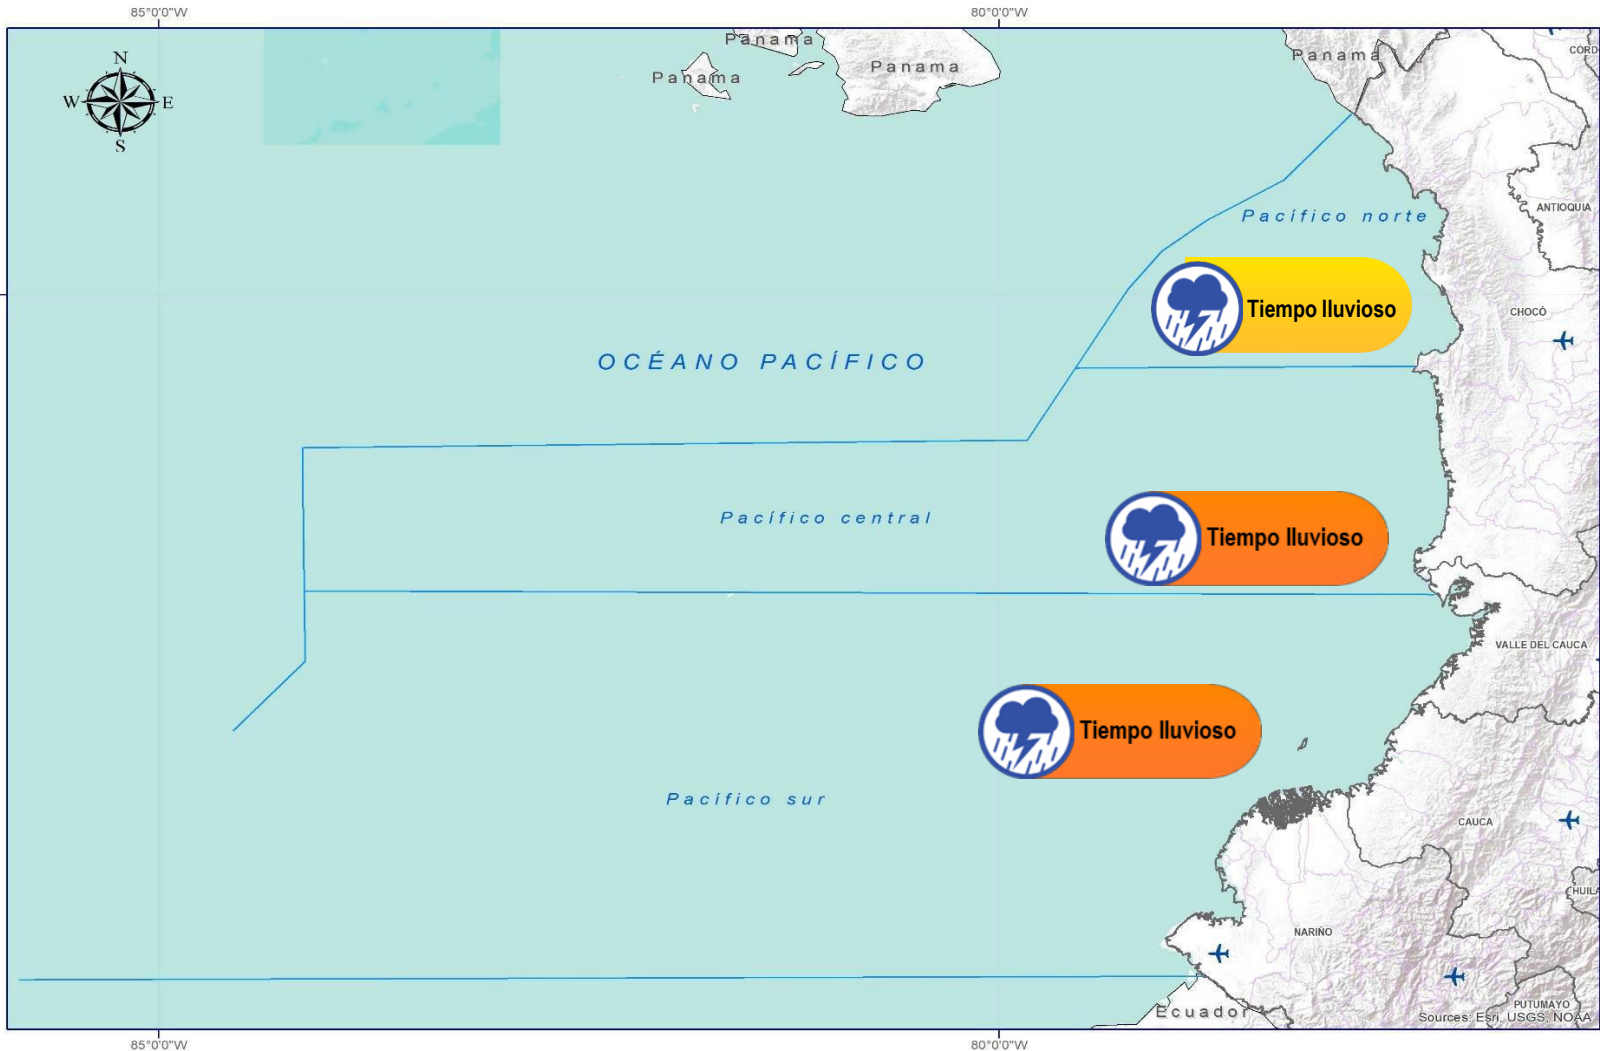 85°0'0"W
80°0'0"W
N
W
E
S
Panama
Panama
Panama
Panama
CÓRD
ANTIOQUIA
Pacífico norte
Tiempo lluvioso
CHOCÓ
OCÉANO PACÍFICO
Pacífico central
Tiempo lluvioso
VALLE DEL CAUCA
Tiempo lluvioso
Pacífico sur
CAUCA
HUILA
NARIÑO
PUTUMAYO
Ecuador
Sources: Esri, USGS, NOAA
85°0'0"W
80°0'0"W